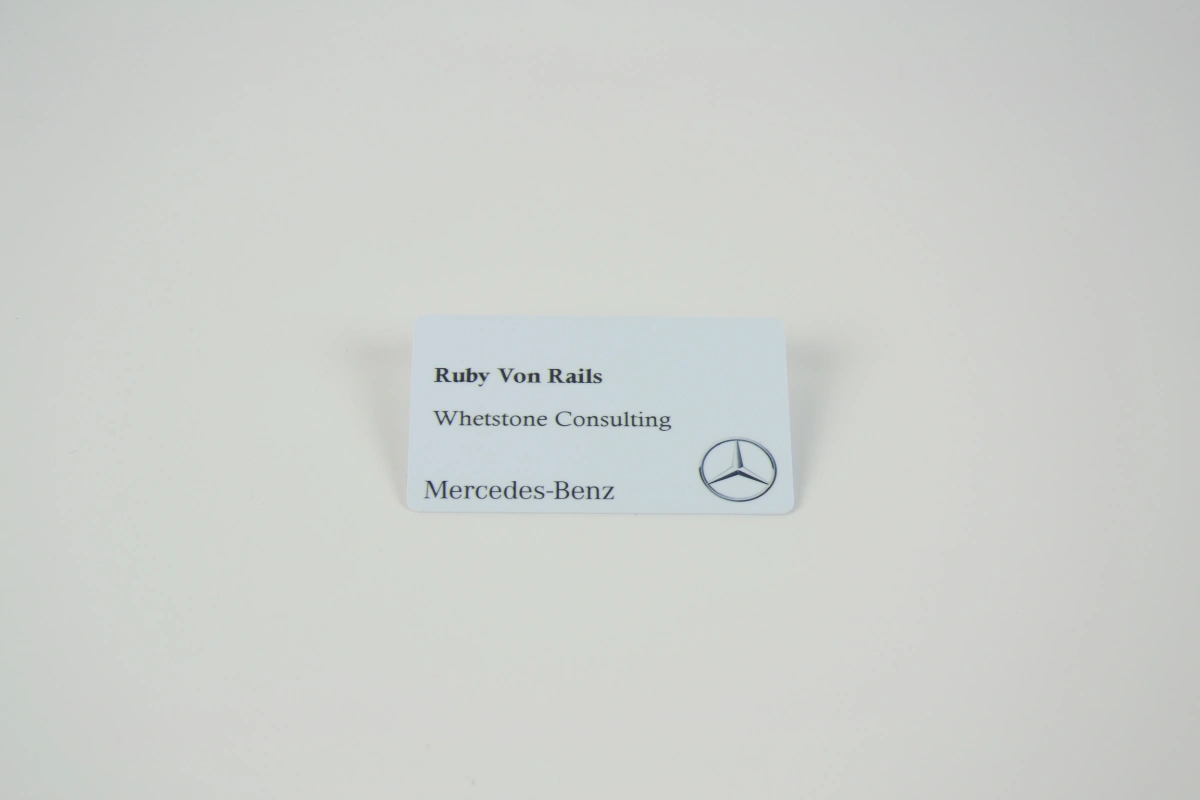 Ruby Von Rails
Whetstone Consulting
Mercedes-Benz